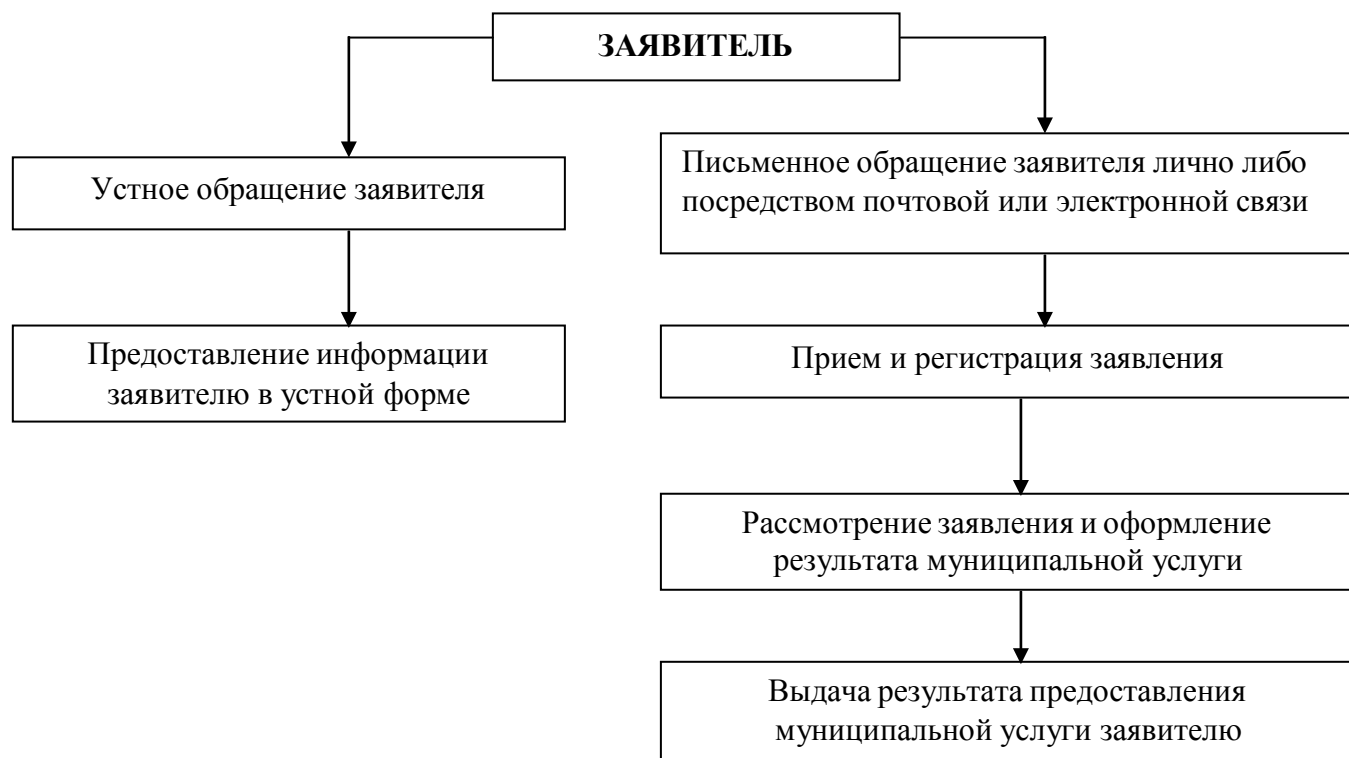 ЗАЯВИТЕЛЬ
Устное обращение заявителя
Письменное обращение заявителя лично либо
посредством почтовой или электронной связи
Предоставление информации
заявителю в устной форме
Прием и регистрация заявления
Рассмотрение заявления и оформление
результата муниципальной услуги
Выдача результата предоставления
муниципальной услуги заявителю